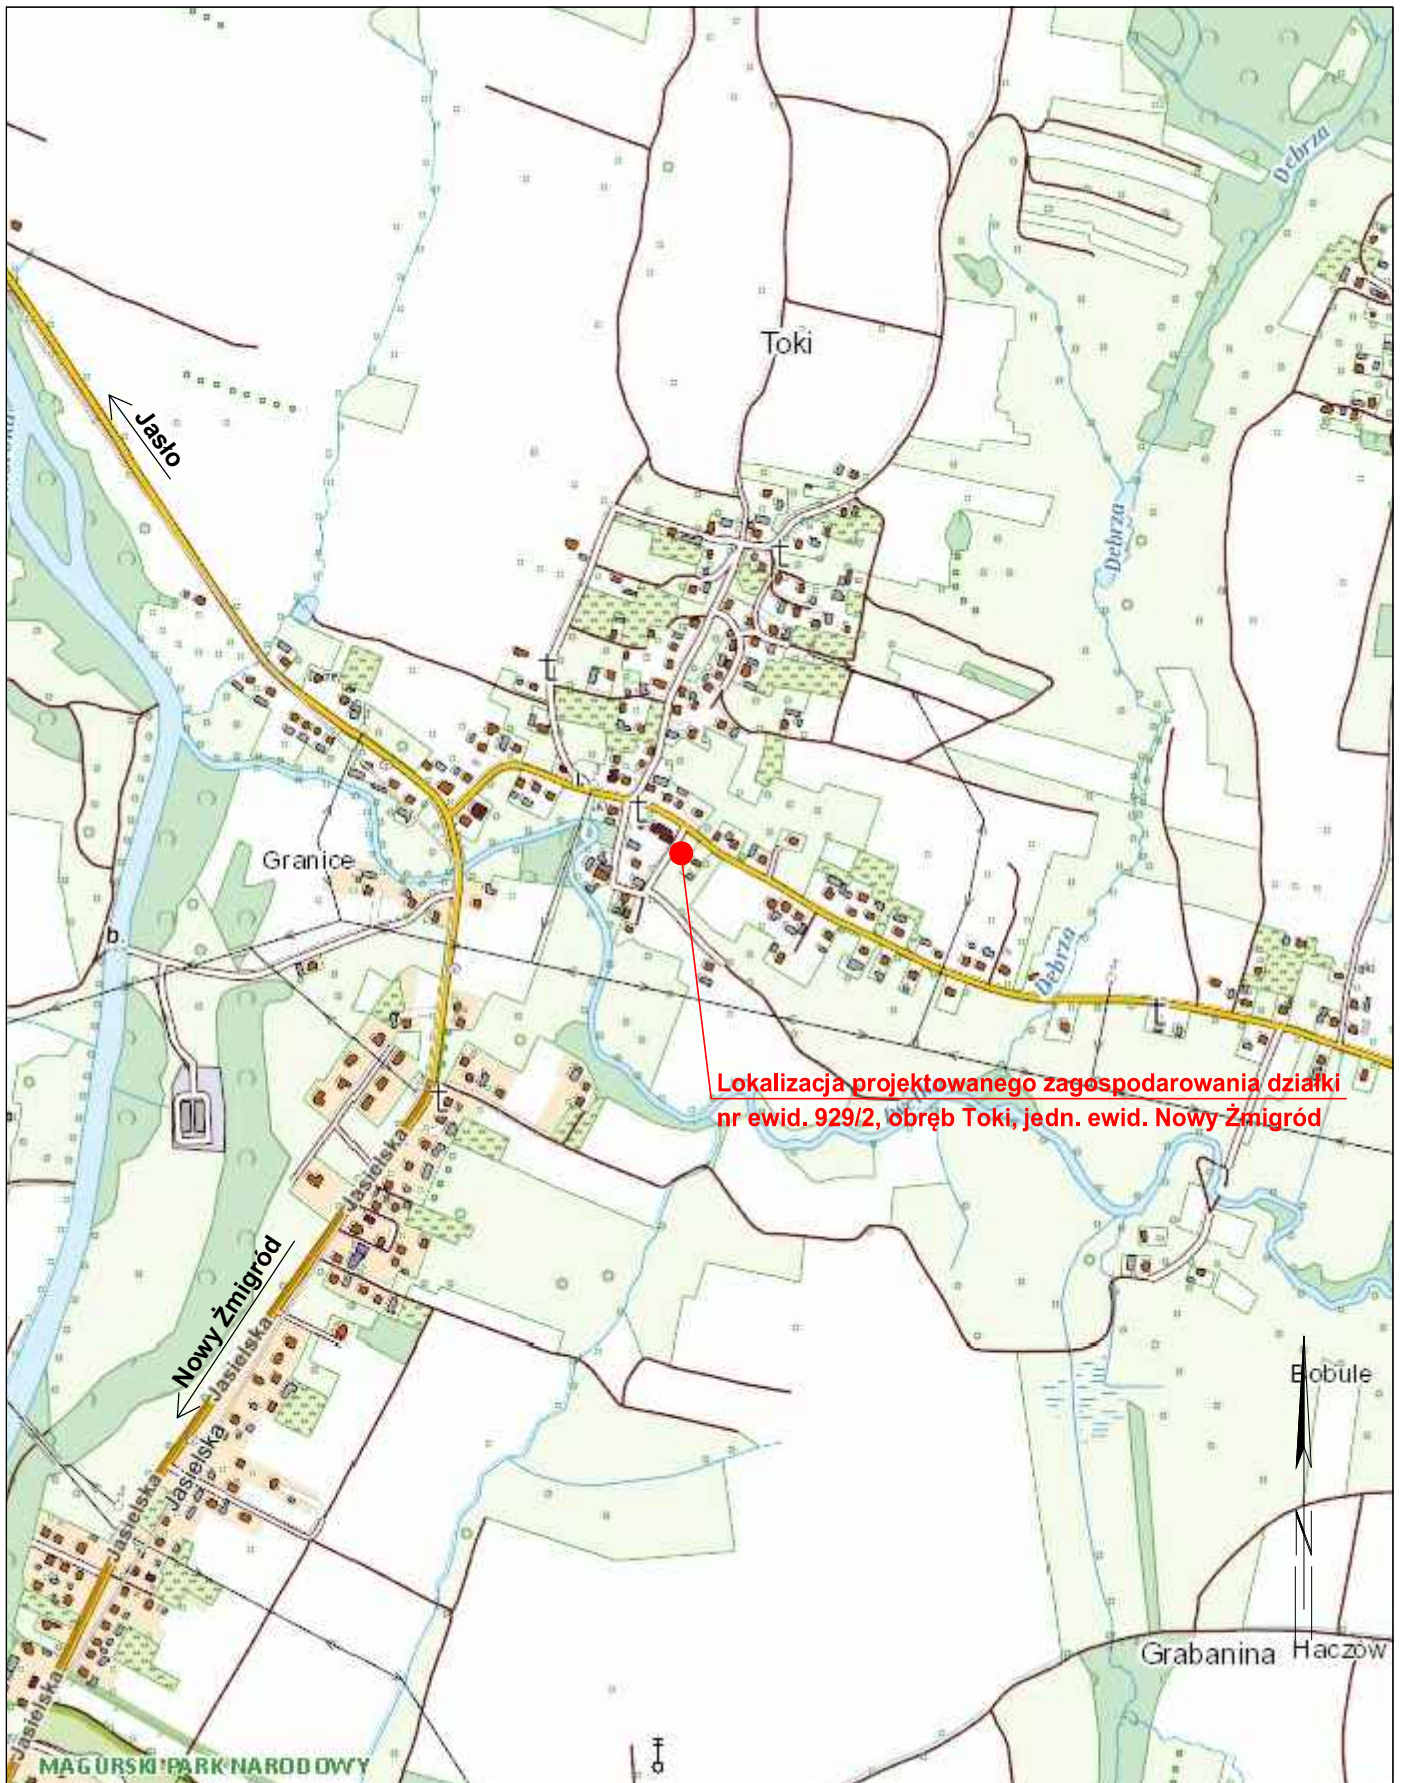 Debrza
Toki
Jasło
Debrza
Granice
b
Debrza
Lokalizacja projektowanego zagospodarowania działki
nr ewid. 929/2, obręb Toki, jedn. ewid. Nowy Żmigród
Jasielska
Nowy Żmigród
Jasielska
Bobule
Jasielska
Jasielska
N
Grabanina
Haczów
Jasielska
MAGURSKI PARK NARODOWY